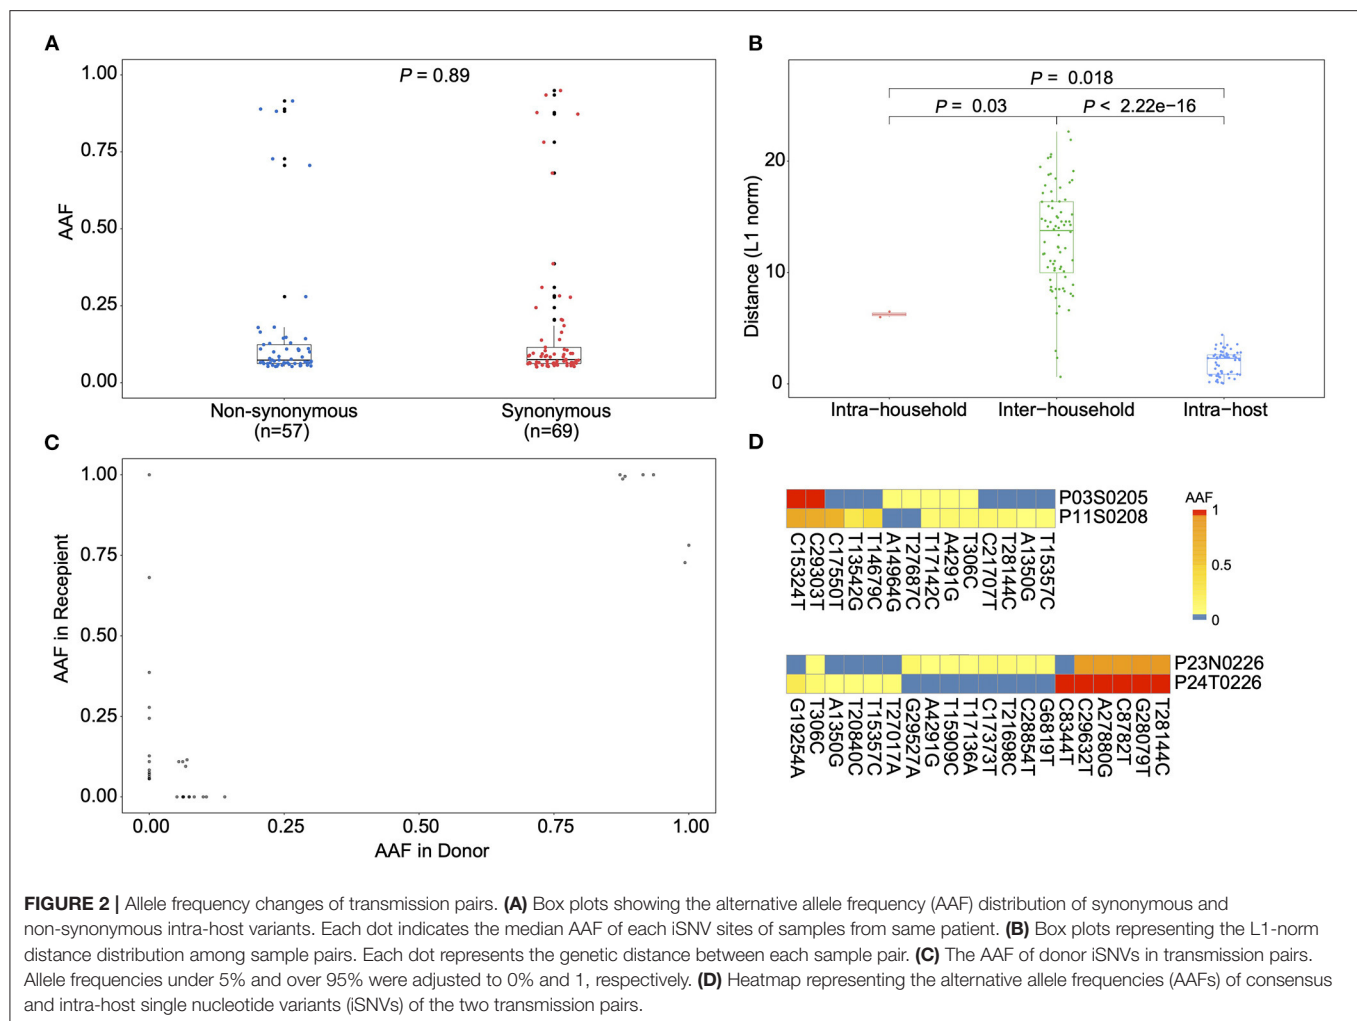 A
P = 0.89
1.00
0.75
0.50
0.25
0.00
AAF
Non-synonymous
(n=57)
Synonymous
(n=69)
B
P = 0.018
P = 0.03
P < 2.22e-16
20
10
0
Distance (L1 norm)
Intra-household
Inter-household
Intra-host
C
1.00
0.75
0.50
0.25
0.00
AAF in Recepient
0.00
0.25
0.50
0.75
1.00
AAF in Donor
D
P03S0205
P11S0208
C15324T
C29303T
C17550T
T13542G
T14679C
A14964G
T27687C
T17142C
A4291G
T306C
C21707T
T28144C
A1350G
T15357C
AAF
1
0.5
0
P23N0226
P24T0226
G19254A
T306C
A1350G
T20840C
T15357C
T27017A
G29527A
A4291G
T15909C
T17136A
C17373T
T21698C
C28854T
G6819T
C8344T
C29632T
A27880G
C8782T
G28079T
T28144C
FIGURE 2 | Allele frequency changes of transmission pairs. (A) Box plots showing the alternative allele frequency (AAF) distribution of synonymous and
non-synonymous intra-host variants. Each dot indicates the median AAF of each iSNV sites of samples from same patient. (B) Box plots representing the L1-norm
distance distribution among sample pairs. Each dot represents the genetic distance between each sample pair. (C) The AAF of donor iSNVs in transmission pairs.
Allele frequencies under 5% and over 95% were adjusted to 0% and 1, respectively. (D) Heatmap representing the alternative allele frequencies (AAFs) of consensus
and intra-host single nucleotide variants (iSNVs) of the two transmission pairs.